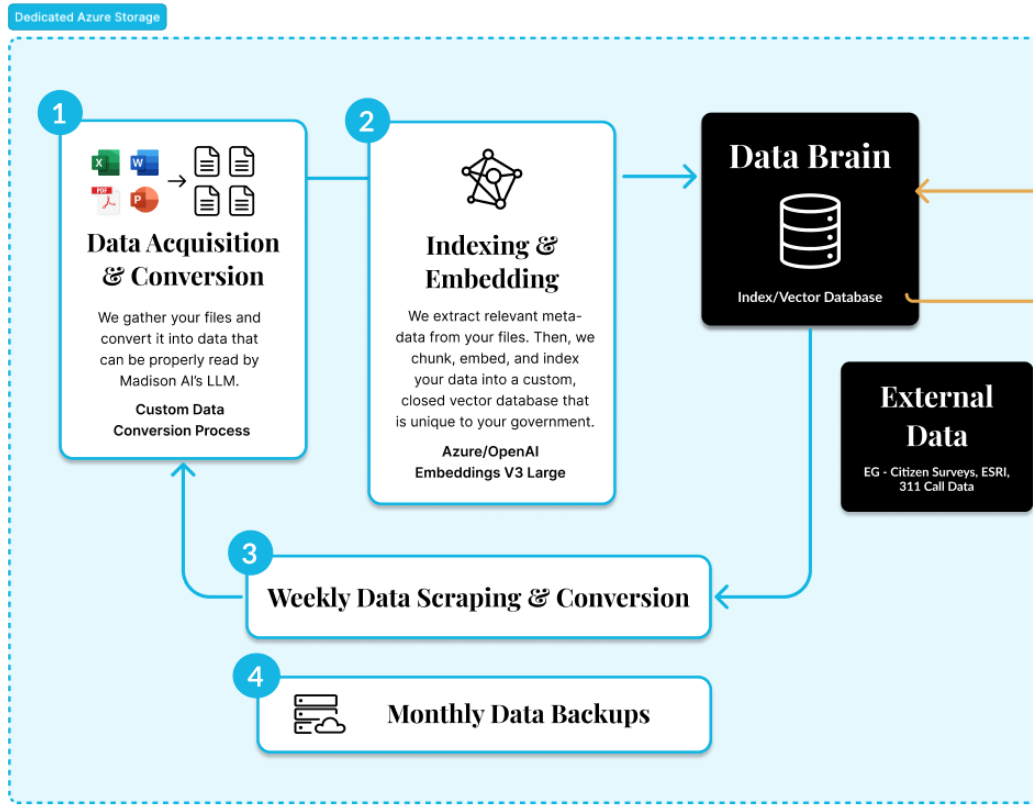 Dedicated Azure Storage
1
X
W
PDF
P
Data Acquisition
& Conversion
We gather your files and
convert it into data that
can be properly read by
Madison AI’s LLM.
Custom Data
Conversion Process
2
Indexing &
Embedding
We extract relevant meta-
data from your files. Then, we
chunk, embed, and index
your data into a custom,
closed vector database that
is unique to your government.
Azure/OpenAI
Embeddings V3 Large
Data Brain
Index/Vector Database
External
Data
EG - Citizen Surveys, ESRI,
311 Call Data
3
Weekly Data Scraping & Conversion
4
Monthly Data Backups